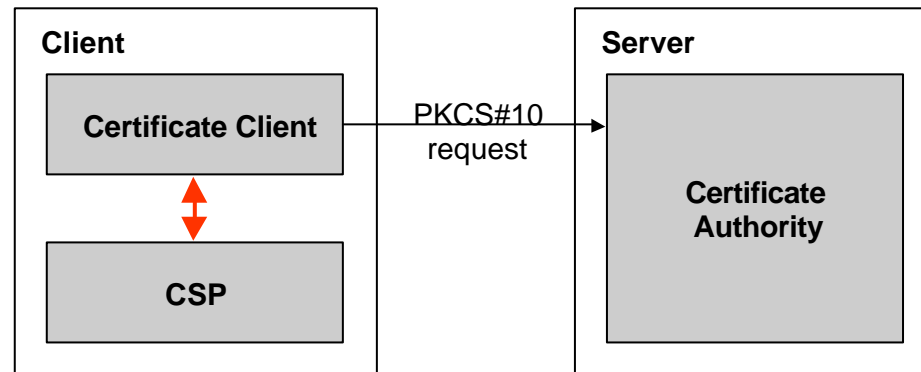 Client
Server
Certificate Client
PKCS#10
request
Certificate
Authority
CSP